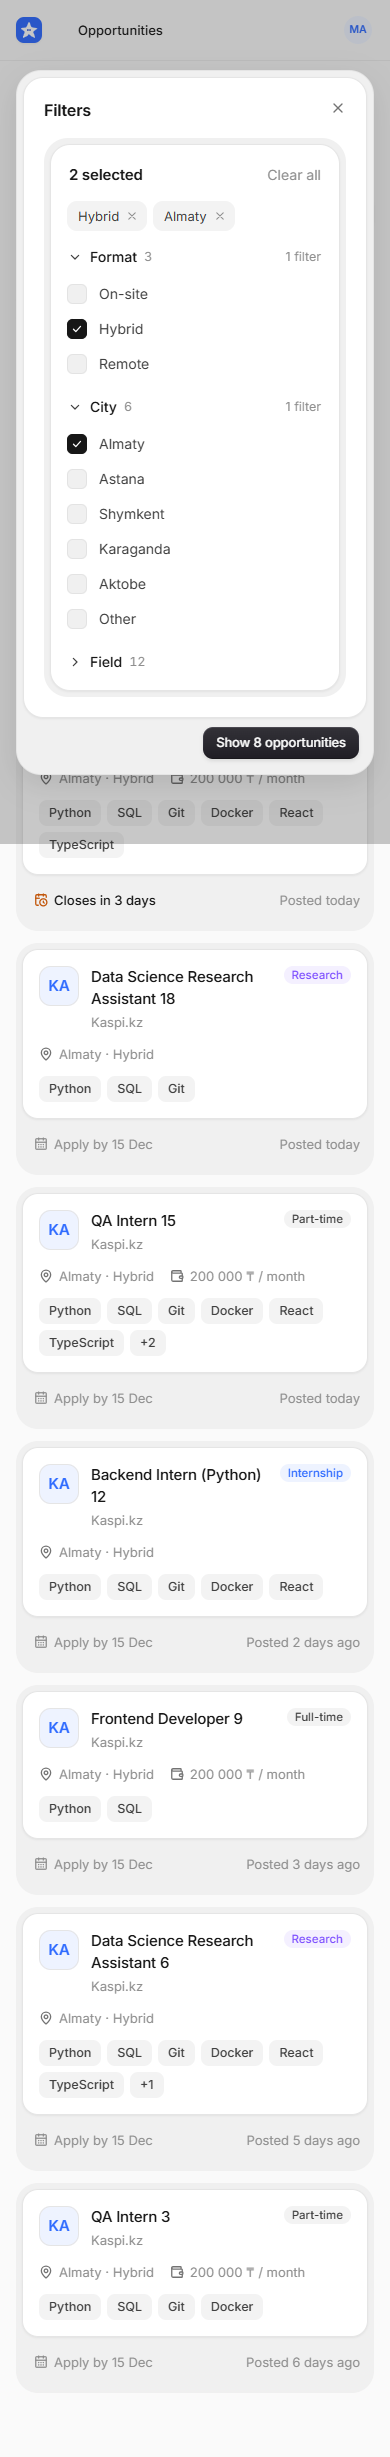 Opportunities
MA
Filters
2 selected
Clear all
Hybrid
Almaty
Format 3
1 filter
On-site
Hybrid
Remote
City 6
1 filter
Almaty
Astana
Shymkent
Karaganda
Aktobe
Other
Field 12
Show 8 opportunities
Almaty · Hybrid 200 000 ₸ / month
Python SQL Git Docker React
TypeScript
Closes in 3 days
Posted today
KA
Data Science Research
Assistant 18
Research
Kaspi.kz
Almaty · Hybrid
Python SQL Git
Apply by 15 Dec
Posted today
KA
QA Intern 15
Part-time
Kaspi.kz
Almaty · Hybrid 200 000 ₸ / month
Python SQL Git Docker React
TypeScript +2
Apply by 15 Dec
Posted today
KA
Backend Intern (Python)
12
Internship
Kaspi.kz
Almaty · Hybrid
Python SQL Git Docker React
Apply by 15 Dec
Posted 2 days ago
KA
Frontend Developer 9
Full-time
Kaspi.kz
Almaty · Hybrid 200 000 ₸ / month
Python SQL
Apply by 15 Dec
Posted 3 days ago
KA
Data Science Research
Assistant 6
Research
Kaspi.kz
Almaty · Hybrid
Python SQL Git Docker React
TypeScript +1
Apply by 15 Dec
Posted 5 days ago
KA
QA Intern 3
Part-time
Kaspi.kz
Almaty · Hybrid 200 000 ₸ / month
Python SQL Git Docker
Apply by 15 Dec
Posted 6 days ago